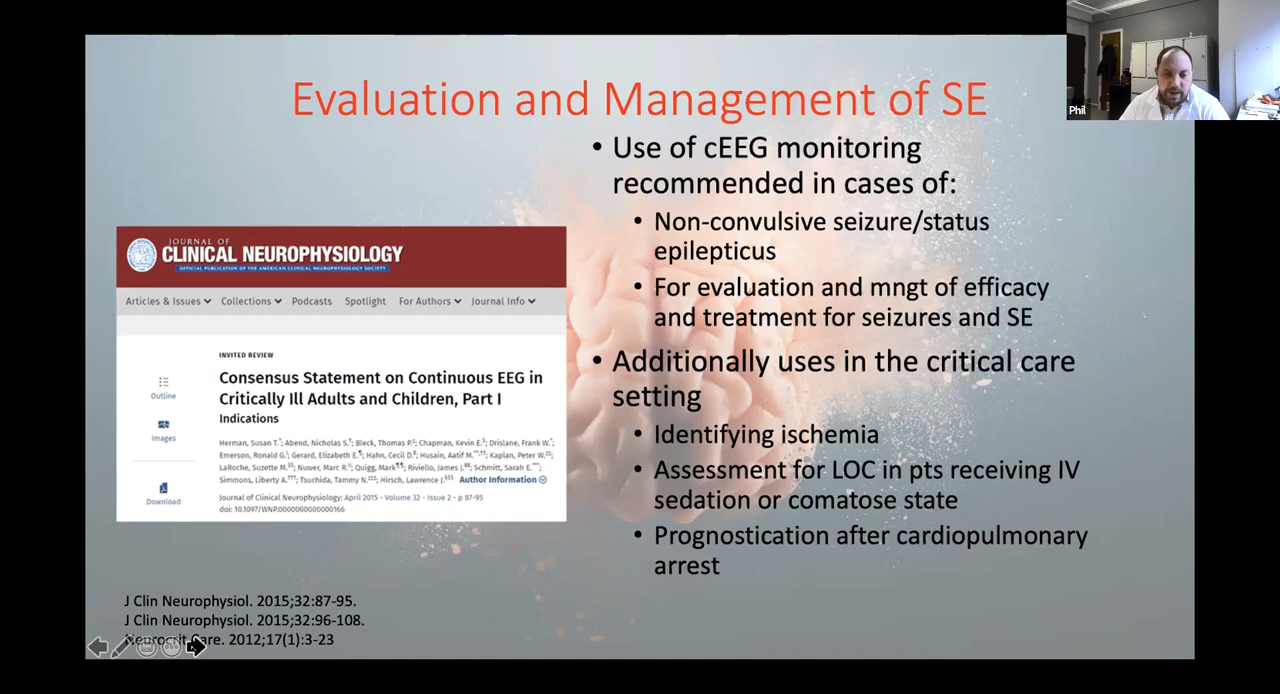 Evaluation and Management of SE
Phil
• Use of cEEG monitoring
recommended in cases of:
• Non-convulsive seizure/status
epilepticus
• For evaluation and mngt of efficacy
and treatment for seizures and SE
• Additionally uses in the critical care
setting
• Identifying ischemia
• Assessment for LOC in pts receiving IV
sedation or comatose state
• Prognostication after cardiopulmonary
arrest
JOURNAL OF
CLINICAL NEUROPHYSIOLOGY
OFFICIAL PUBLICATION OF THE AMERICAN CLINICAL NEUROPHYSIOLOGY SOCIETY
Articles & Issues Collections Podcasts Spotlight For Authors Journal Info
INVITED REVIEW
Consensus Statement on Continuous EEG in
Critically Ill Adults and Children, Part I
Indications
Outline
Images
Download
Herman, Susan T.; Abend, Nicholas S.; Bleck, Thomas P.; Chapman, Kevin E.; Drislane, Frank W.;
Emerson, Ronald G.; Gerard, Elizabeth E.; Hahn, Cecil D.; Husain, Aatif M.; Kaplan, Peter W.;
LaRoche, Suzette M.; Nuwer, Marc R.; Quigg, Mark; Riviello, James J.; Schmitt, Sarah E.;
Simmons, Liberty A.; Tsuchida, Tammy N.; Hirsch, Lawrence J. Author Information
Journal of Clinical Neurophysiology: April 2015 - Volume 32 - Issue 2 - p 87-95
doi: 10.1097/WNP.0000000000000166
J Clin Neurophysiol. 2015;32:87-95.
J Clin Neurophysiol. 2015;32:96-108.
Neurocrit Care. 2012;17(1):3-23